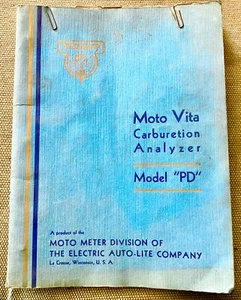 Moto Vita
Carburetion
Analyzer
Model "PD"
A product of the
MOTO METER DIVISION OF
THE ELECTRIC AUTO-LITE COMPANY
La Crosse, Wisconsin, U. S. A.